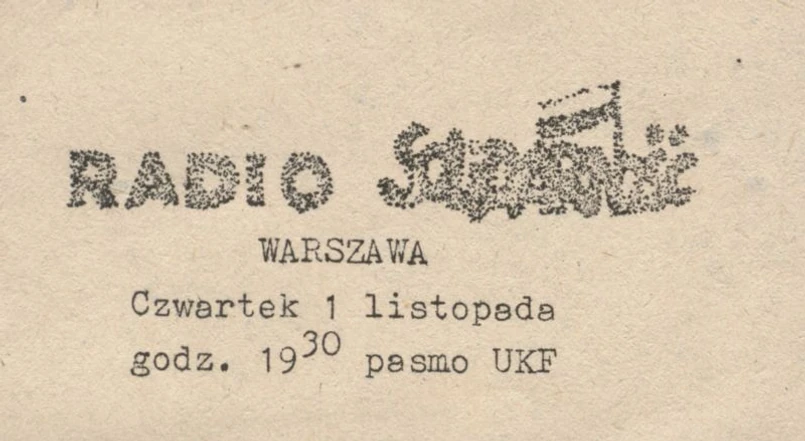 RADIO Solidarność
WARSZAWA
Czwartek 1 listopada
godz. 19³⁰ pasmo UKF